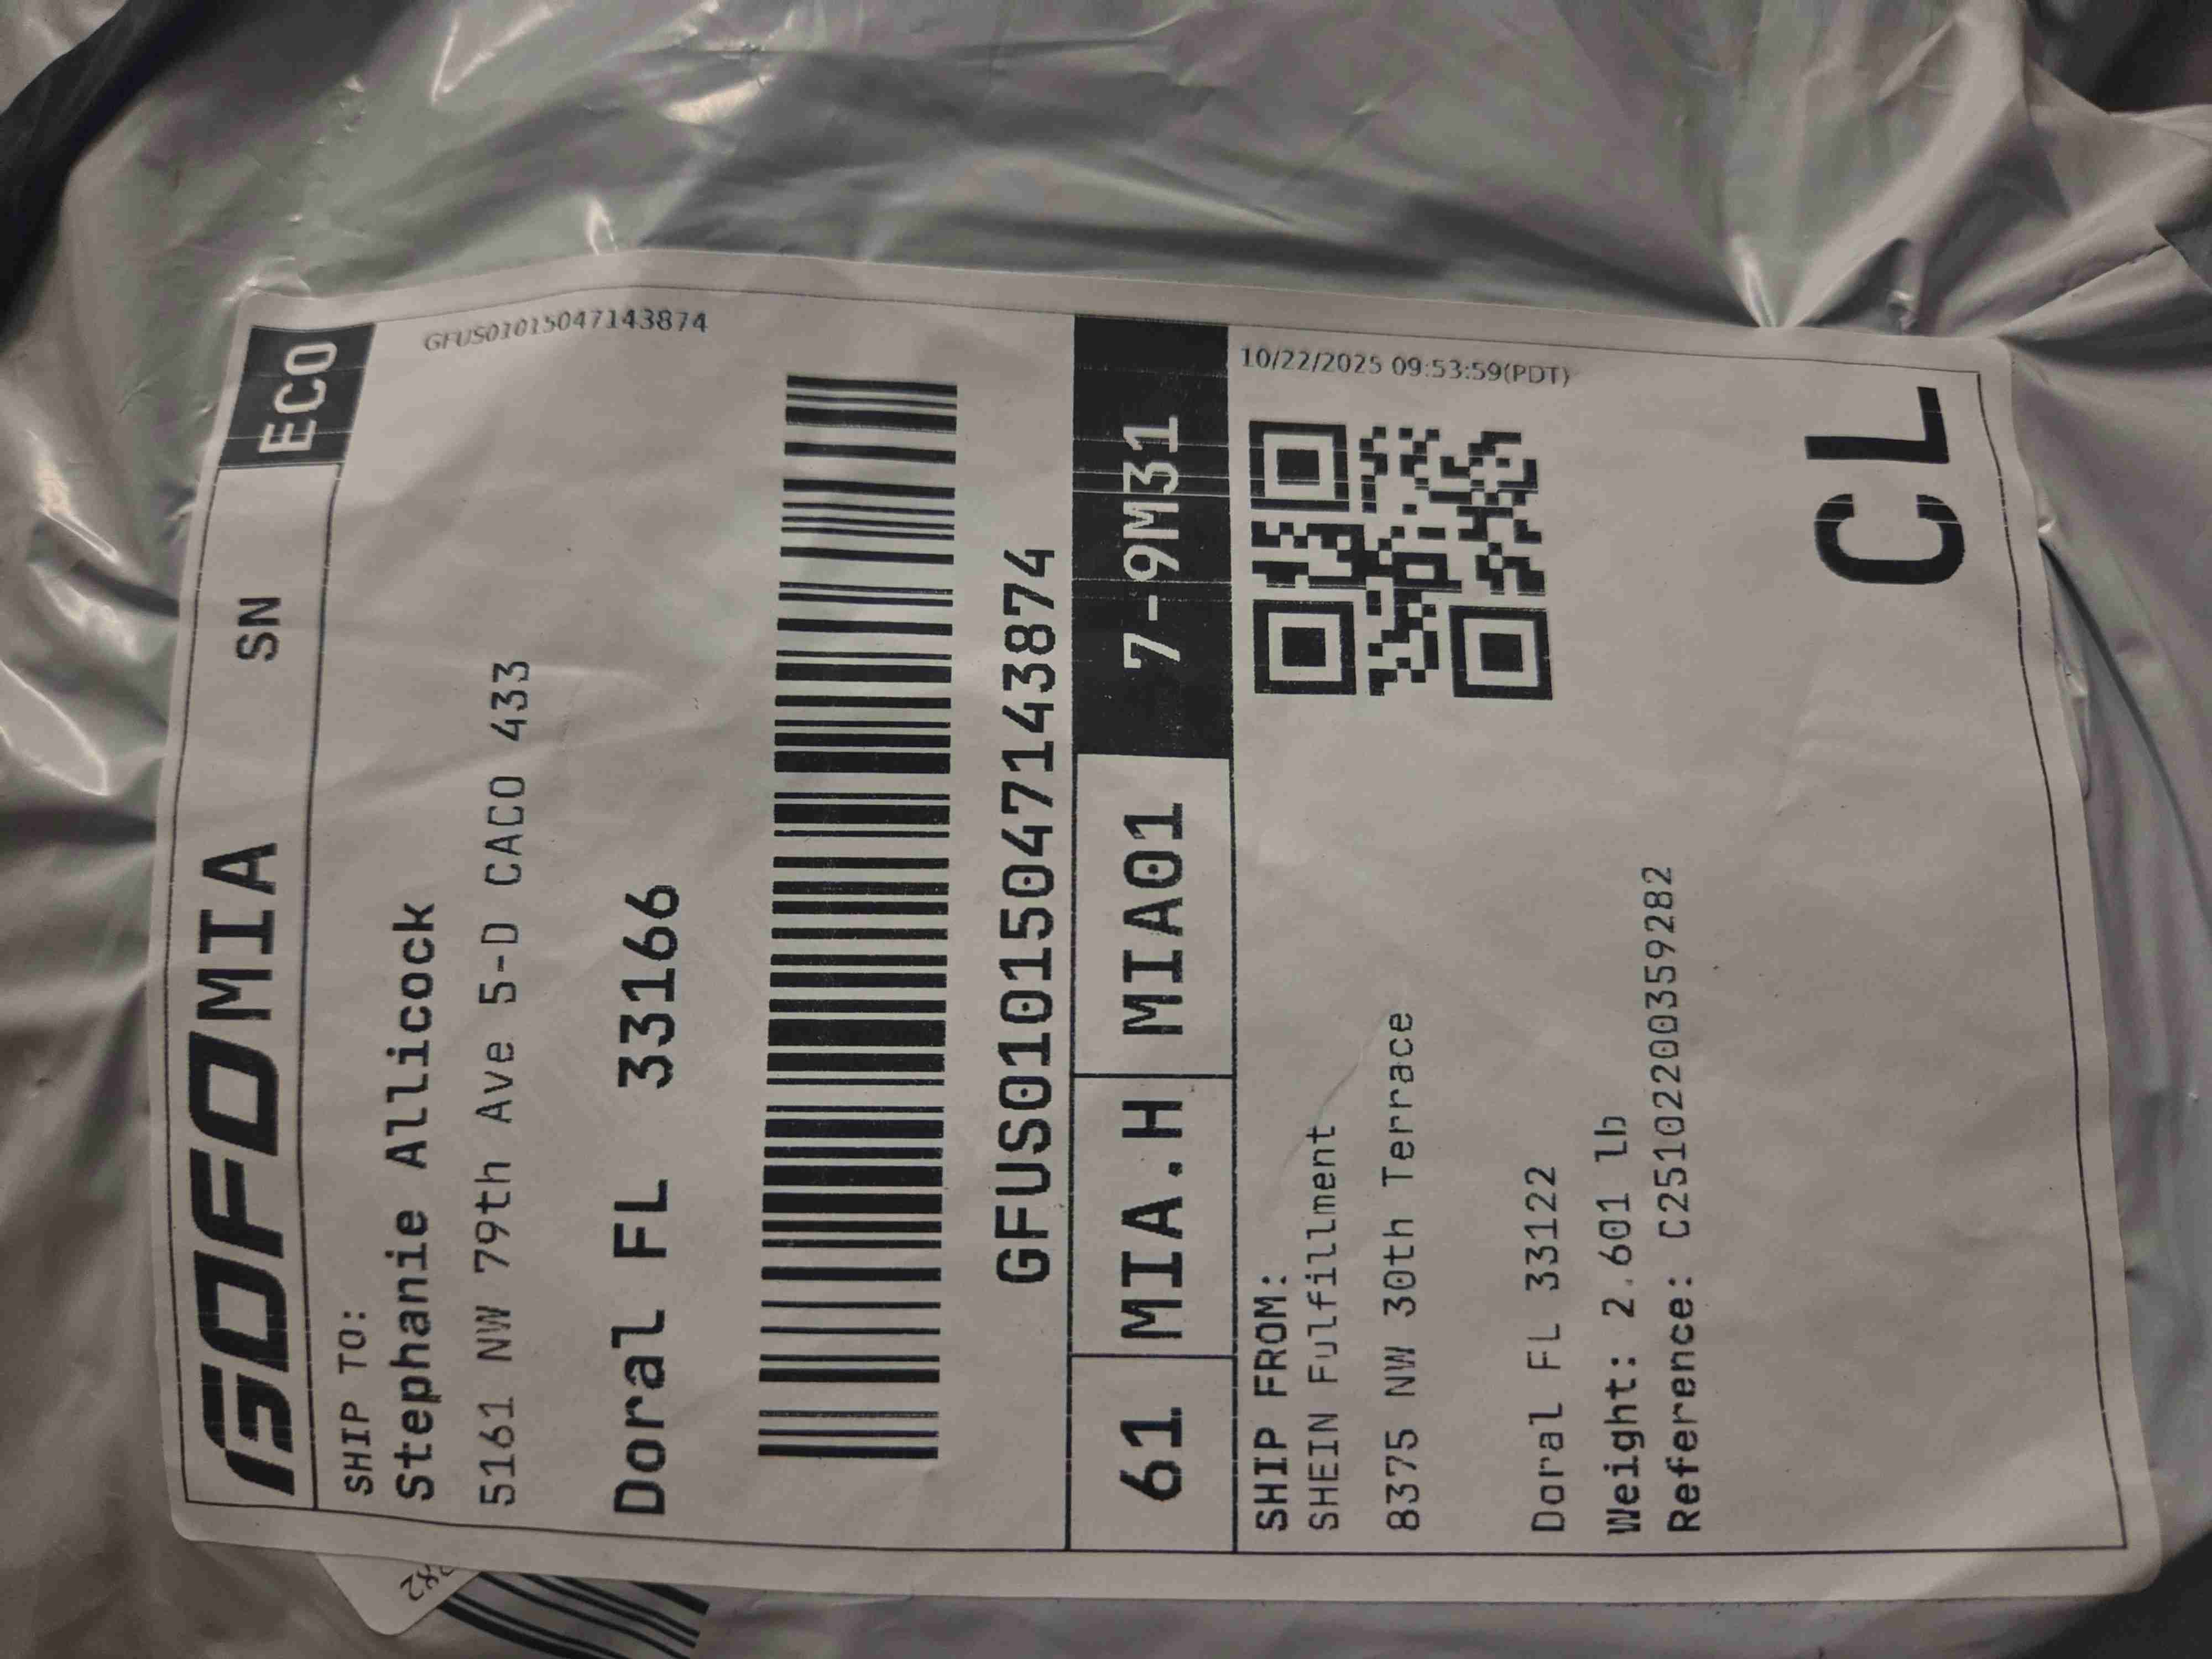 GOFO MIA SN ECO
SHIP TO:
Stephanie Allicock
5161 NW 79th Ave 5-D CACO 433
Doral FL 33166
GFUS01015047143874
GFUS01015047143874
61 MIA.H MIA01 7-9M31
10/22/2025 09:53:59(PDT)
SHIP FROM:
SHEIN Fulfillment
8375 NW 30th Terrace
Doral FL 33122
Weight: 2.601 lb
Reference: C251022200359282
CL